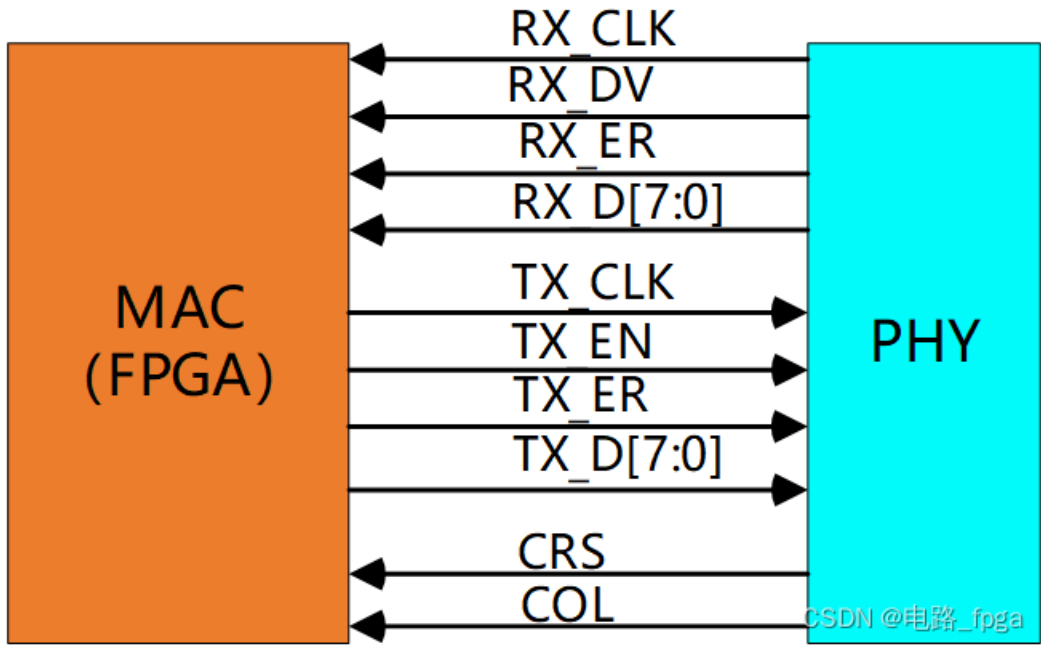 RX_CLK
RX_DV
RX_ER
RX_D[7:0]
TX_CLK
MAC
(FPGA)
TX_EN
PHY
TX_ER
TX_D[7:0]
CRS
COL
CSDN @电路_fpga